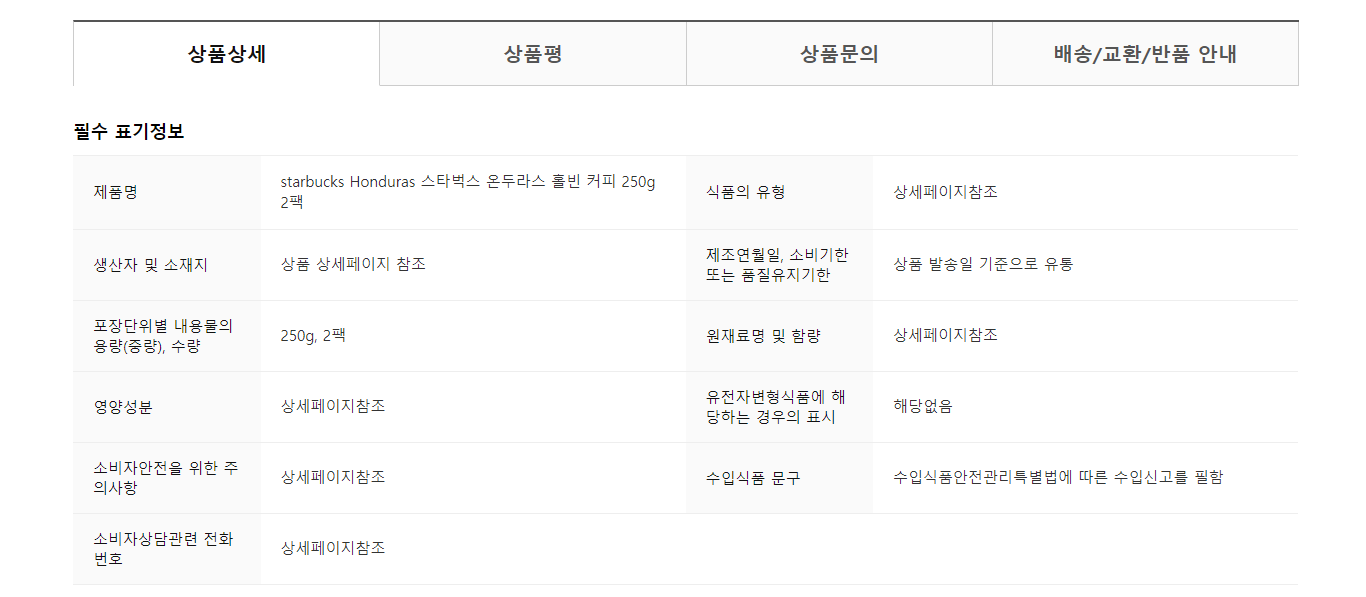 상품상세
상품평
상품문의
배송/교환/반품 안내
필수 표기정보
제품명
starbucks Honduras 스타벅스 온두라스 홀빈 커피 250g
2팩
식품의 유형
상세페이지참조
생산자 및 소재지
상품 상세페이지 참조
제조연월일, 소비기한
또는 품질유지기한
상품 발송일 기준으로 유통
포장단위별 내용물의
용량(중량), 수량
250g, 2팩
원재료명 및 함량
상세페이지참조
영양성분
상세페이지참조
유전자변형식품에 해
당하는 경우의 표시
해당없음
소비자안전을 위한 주
의사항
상세페이지참조
수입식품 문구
수입식품안전관리특별법에 따른 수입신고를 필함
소비자상담관련 전화
번호
상세페이지참조